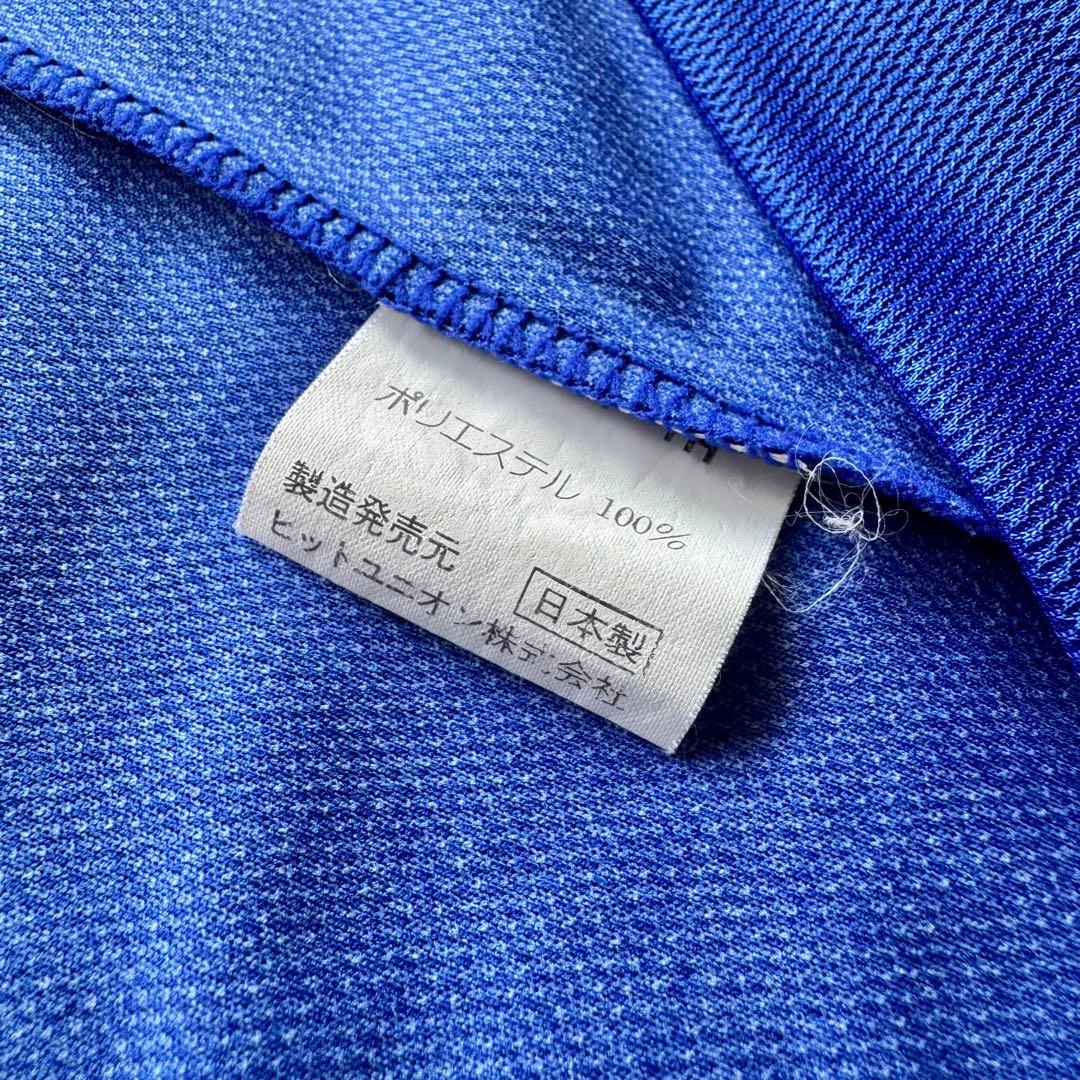 ポリエステル 100%
製造発売元
日本製
ヒットユニオン株式会社